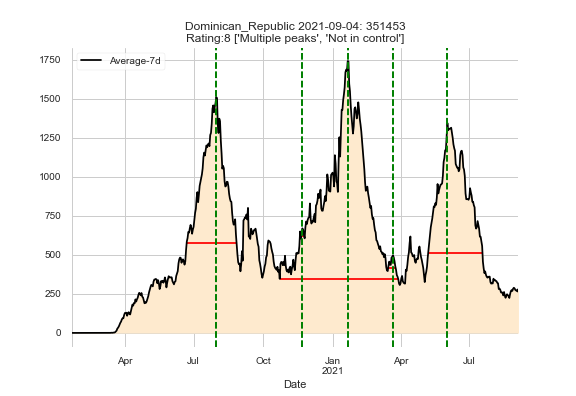 Dominican_Republic 2021-09-04: 351453
Rating:8 ['Multiple peaks', 'Not in control']
Average-7d
1750
1500
1250
1000
750
500
250
0
Apr Jul Oct Jan Apr Jul
2021
Date